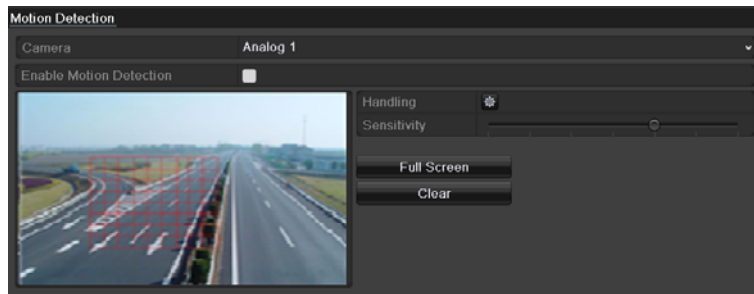 Motion Detection
Camera Analog 1
Enable Motion Detection
Handling
Sensitivity
Full Screen
Clear